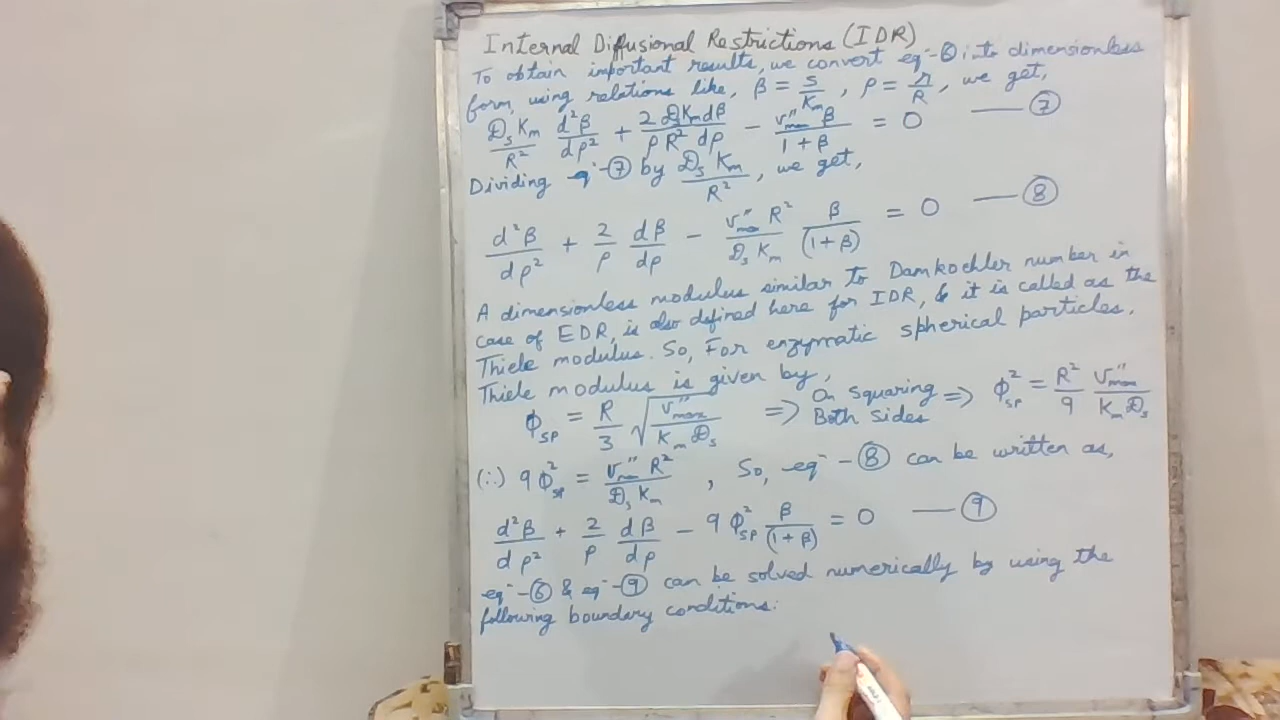 Internal Diffusional Restrictions (IDR)
To obtain important results, we convert eqⁿ-⑥ into dimensionless
form, using relations like, β = s/Km , ρ = r/R , we get,
𝒟s Km/R² d²β/dρ² + 2 𝒟s Km dβ/ρ R² dρ − v''max β/1 + β = 0 —— ⑦
Dividing eqⁿ-⑦ by 𝒟s Km/R² , we get,
d²β/dρ² + 2/ρ dβ/dρ − v''max R²/𝒟s Km β/(1+β) = 0 —— ⑧
A dimensionless modulus similar to Damkoehler number in
case of EDR, is also defined here for IDR, & it is called as the
Thiele modulus. So, For enzymatic spherical particles,
Thiele modulus is given by,
Φsp = R/3 √(v''max/Km 𝒟s) => On Squaring Both sides => Φ²sp = R²/9 v''max/Km 𝒟s
(∴) 9 Φ²sp = v''max R²/𝒟s Km , So, eqⁿ-⑧ can be written as,
d²β/dρ² + 2/ρ dβ/dρ − 9 Φ²sp β/(1+β) = 0 —— ⑨
eqⁿ-⑥ & eqⁿ-⑨ can be solved numerically by using the
following boundary conditions: